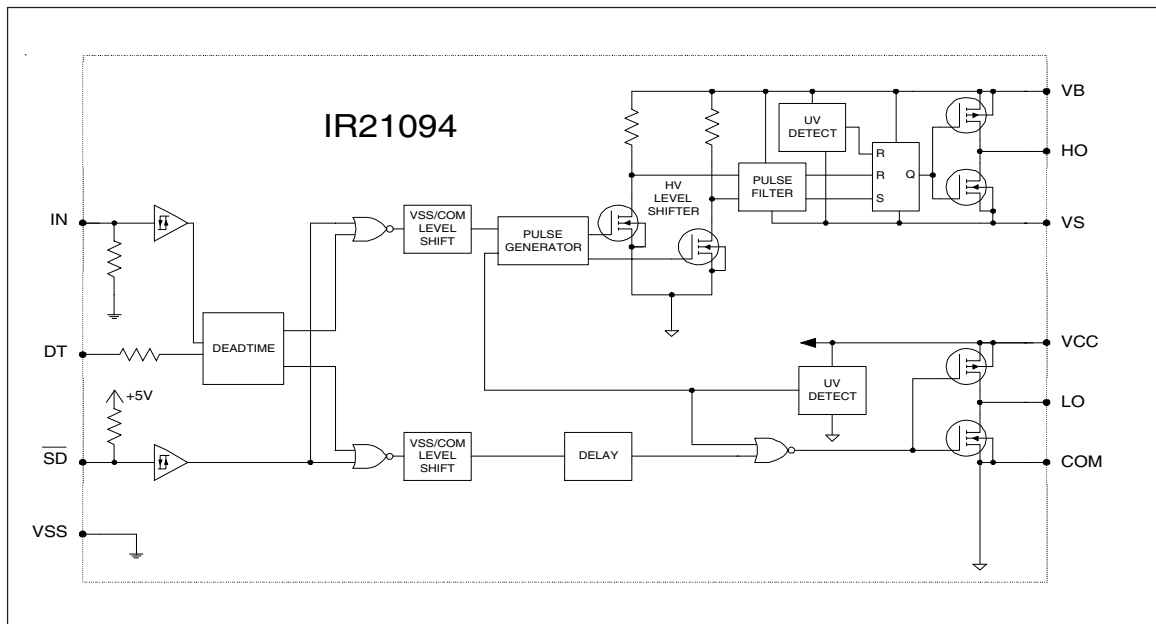 IR21094
VB
UV
DETECT
R
HO
HV
LEVEL
SHIFTER
PULSE
FILTER
R
Q
S
IN
VSS/COM
LEVEL
SHIFT
PULSE
GENERATOR
VS
DT
DEADTIME
VCC
+5V
UV
DETECT
LO
SD
VSS/COM
LEVEL
SHIFT
DELAY
COM
VSS